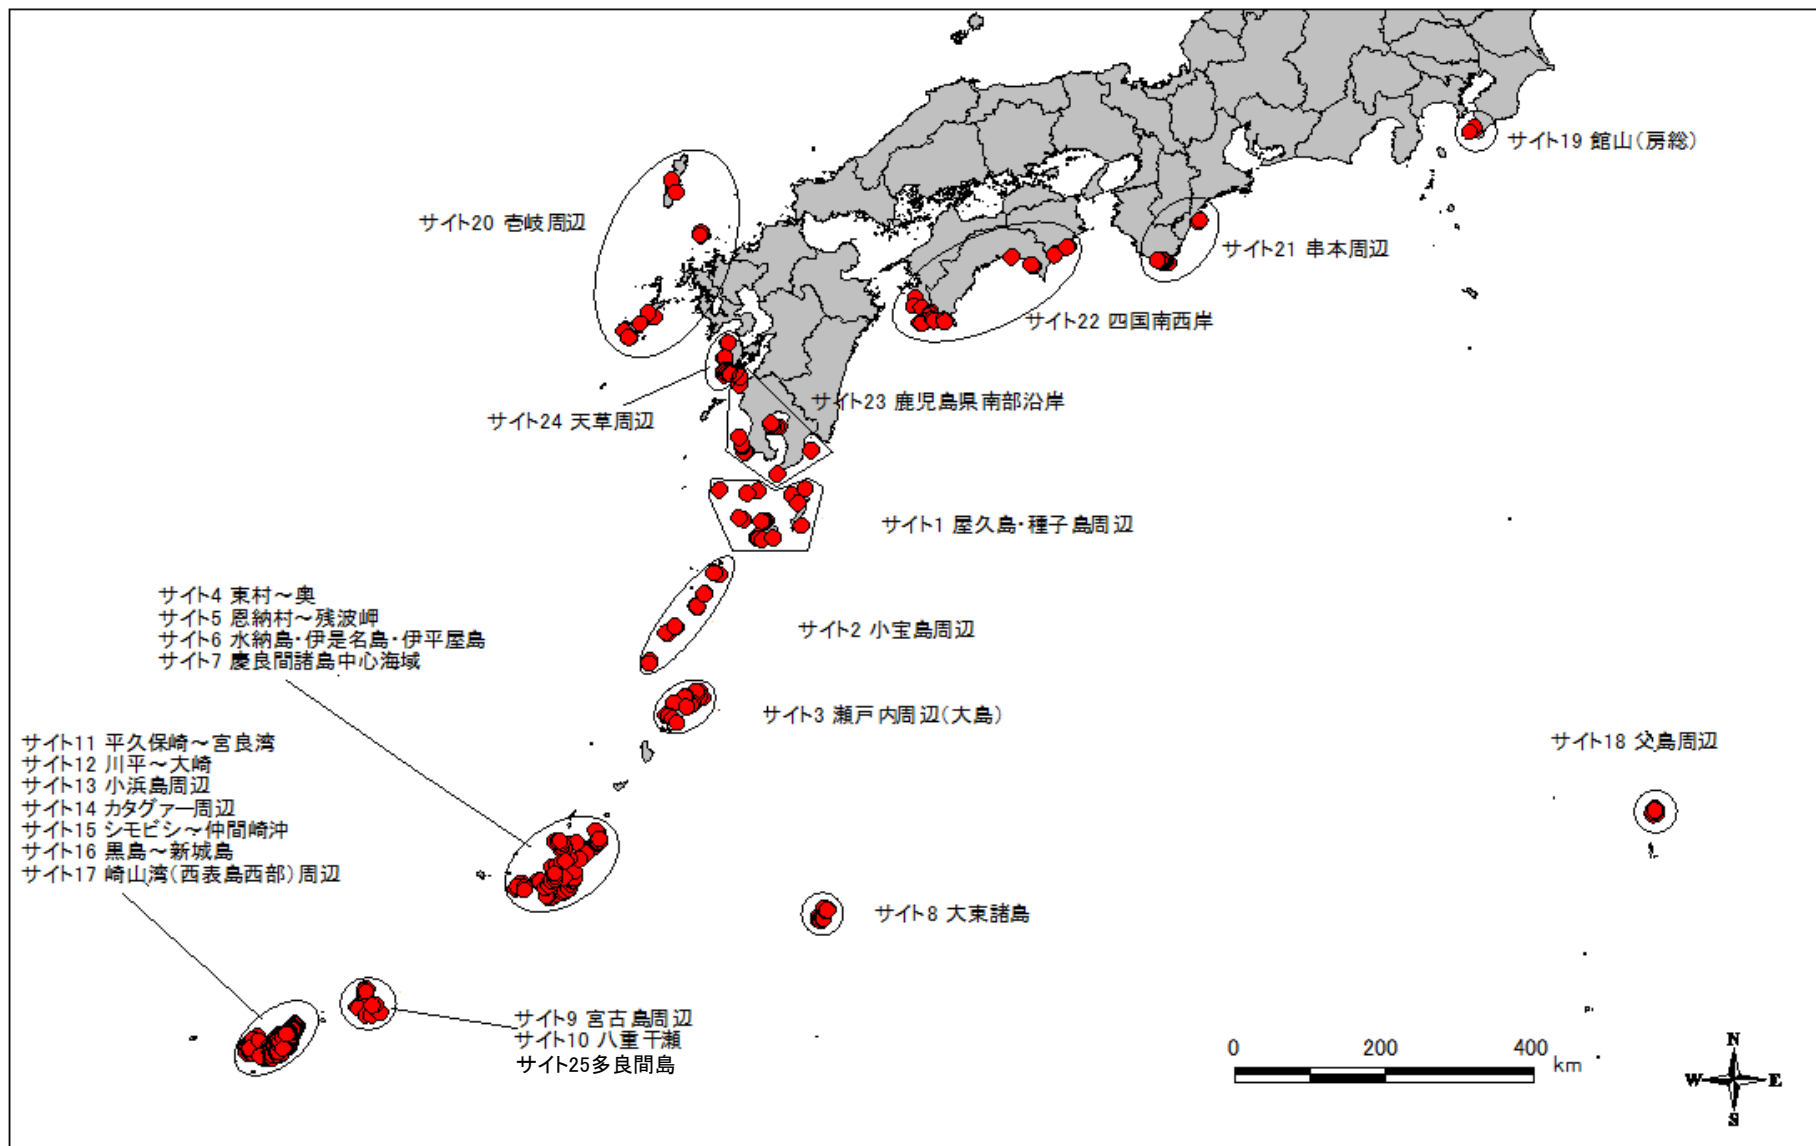 サイト19 館山(房総)
サイト20 壱岐周辺
サイト21 串本周辺
サイト22 四国南西岸
サイト23 鹿児島県南部沿岸
サイト24 天草周辺
サイト1 屋久島・種子島周辺
サイト4 東村～奥
サイト5 恩納村～残波岬
サイト6 水納島・伊是名島・伊平屋島
サイト7 慶良間諸島中心海域
サイト2 小宝島周辺
サイト3 瀬戸内周辺(大島)
サイト18 父島周辺
サイト11 平久保崎～宮良湾
サイト12 川平～大崎
サイト13 小浜島周辺
サイト14 カタグァー周辺
サイト15 シモビシ～仲間崎沖
サイト16 黒島～新城島
サイト17 崎山湾(西表島西部)周辺
サイト8 大東諸島
サイト9 宮古島周辺
サイト10 八重干瀬
サイト25多良間島
0 200 400
km
N
W E
S